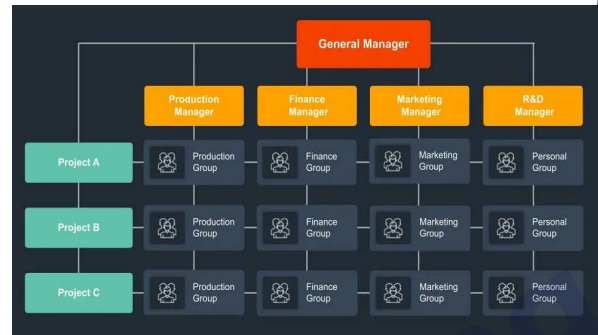 General Manager
Production
Manager
Finance
Manager
Marketing
Manager
R&D
Manager
Project A
Production
Group
Finance
Group
Marketing
Group
Personal
Group
Project B
Production
Group
Finance
Group
Marketing
Group
Personal
Group
Project C
Production
Group
Finance
Group
Marketing
Group
Personal
Group